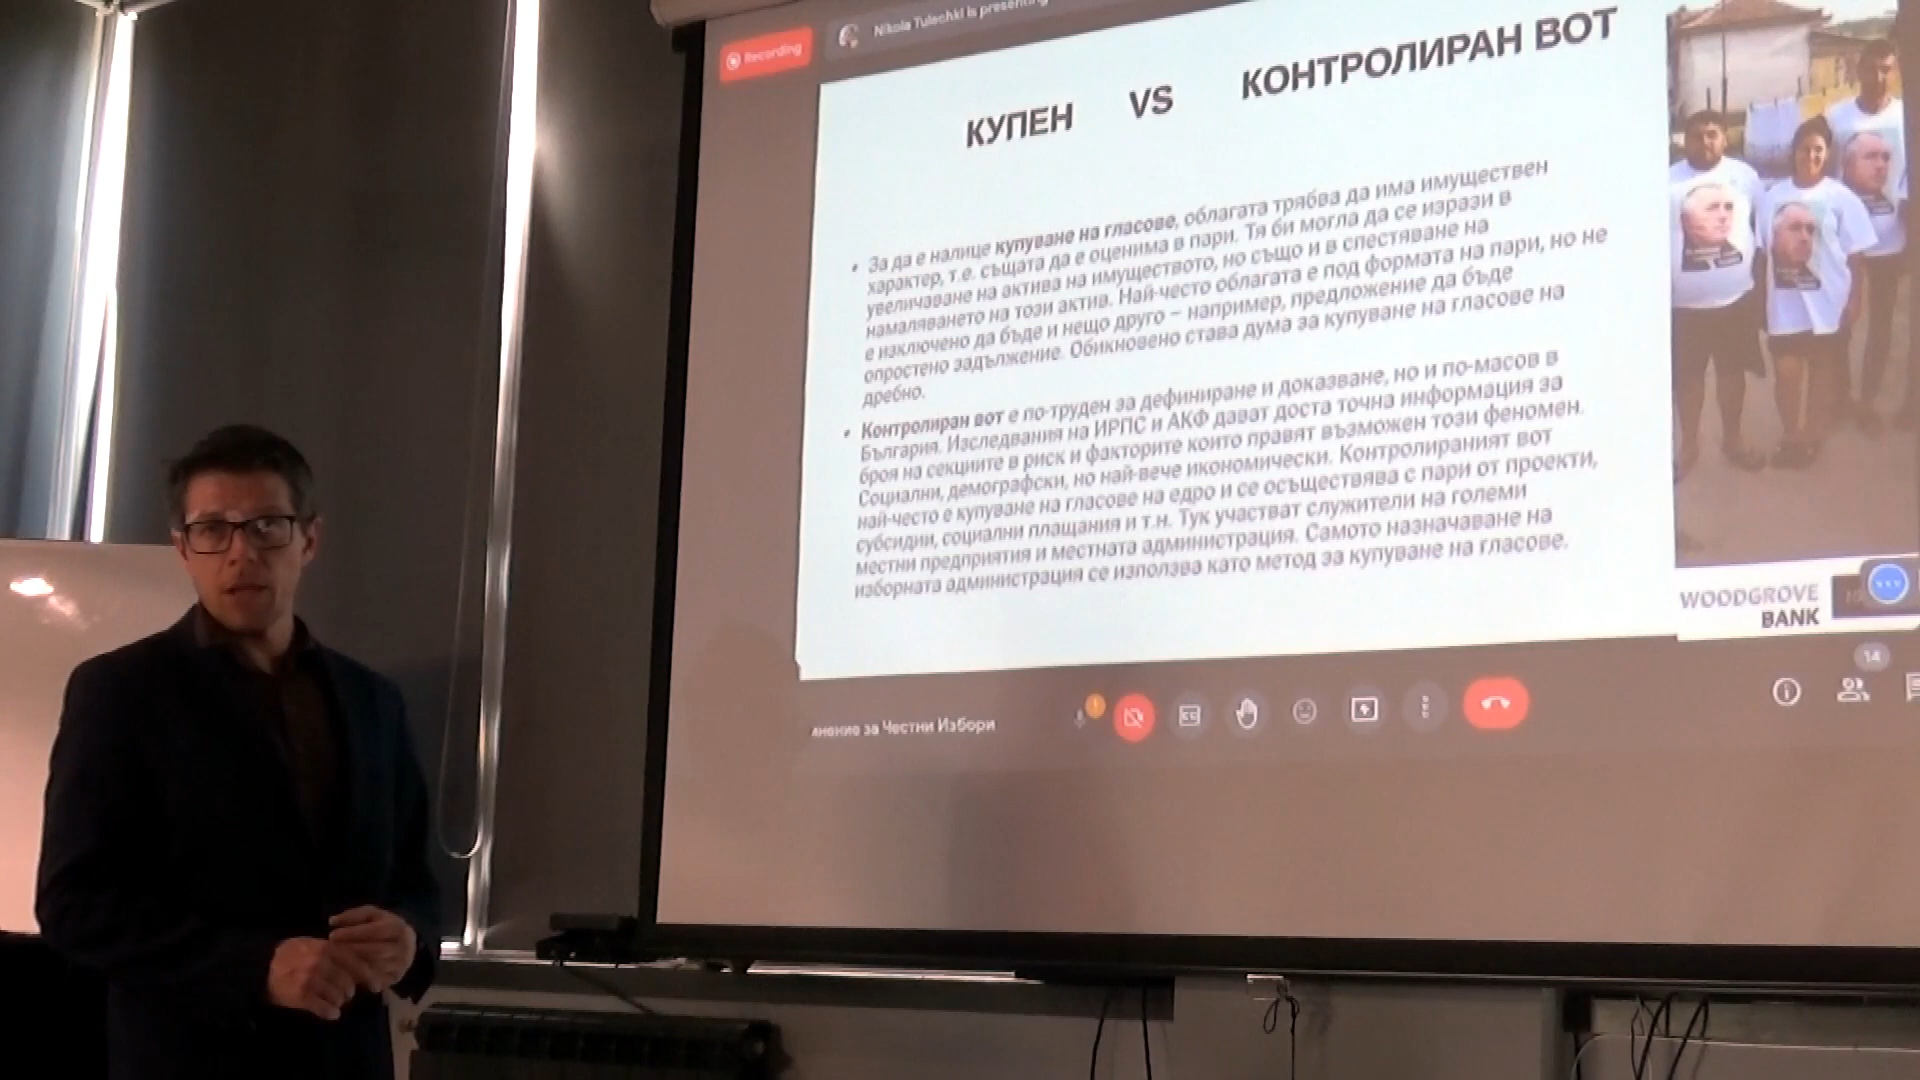 Recording
Nikola Tulechki is presenting
КУПЕН VS КОНТРОЛИРАН ВОТ
• За да е налице купуване на гласове, облагата трябва да има имуществен
характер, т.е. същата да е оценима в пари. Тя би могла да се изрази в
увеличаване на актива на имуществото, но също и в спестяване на
намаляването на този актив. Най-често облагата е под формата на пари, но не
е изключено да бъде и нещо друго – например, предложение да бъде
опростено задължение. Обикновено става дума за купуване на гласове на
дребно.
• Контролиран вот е по-труден за дефиниране и доказване, но и по-масов в
България. Изследвания на ИРПС и АКФ дават доста точна информация за
броя на секциите в риск и факторите които правят възможен този феномен.
Социални, демографски, но най-вече икономически. Контролираният вот
най-често е купуване на гласове на едро и се осъществява с пари от проекти,
субсидии, социални плащания и т.н. Тук участват служители на големи
местни предприятия и местната администрация. Самото назначаване на
изборната администрация се използва като метод за купуване на гласове.
WOODGROVE
BANK
14
за Честни Избори